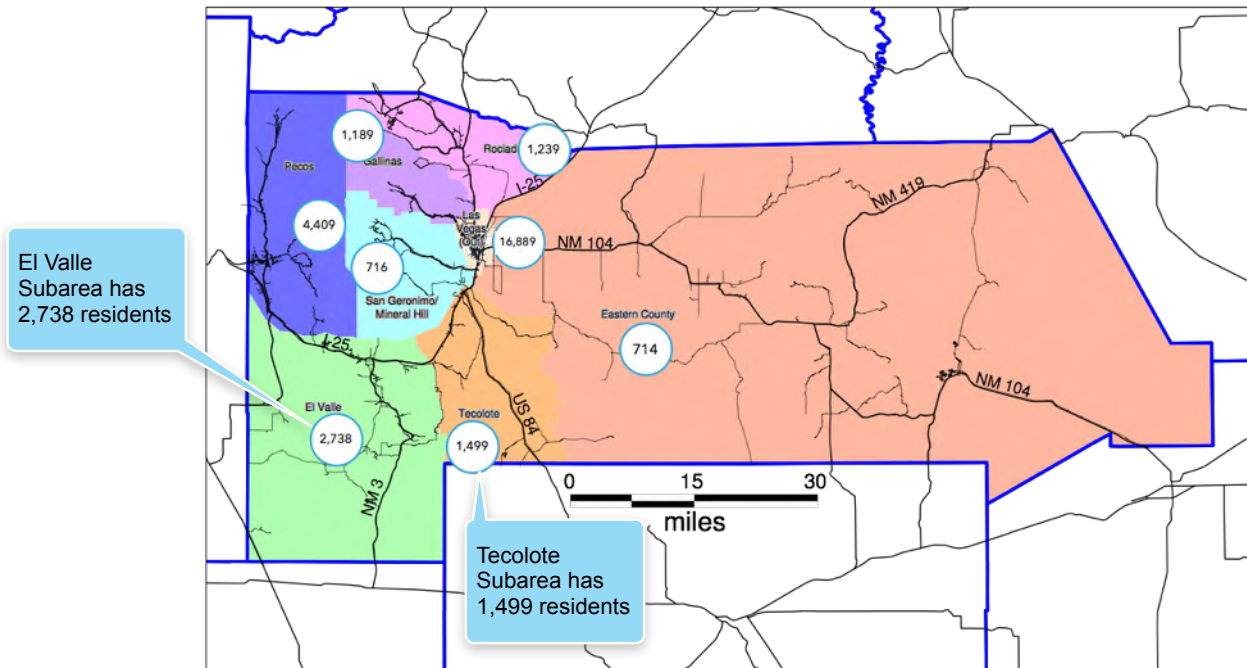 1,189
Gallinas
Rociad
1,239
I-25
Pecos
NM 419
4,409
Las
Vegas
(Out)
16,889
NM 104
El Valle
Subarea has
2,738 residents
716
San Geronimo/
Mineral Hill
Eastern County
714
I-25
NM 104
El Valle
2,738
Tecolote
1,499
US 84
NM 3
0 15 30
miles
Tecolote
Subarea has
1,499 residents